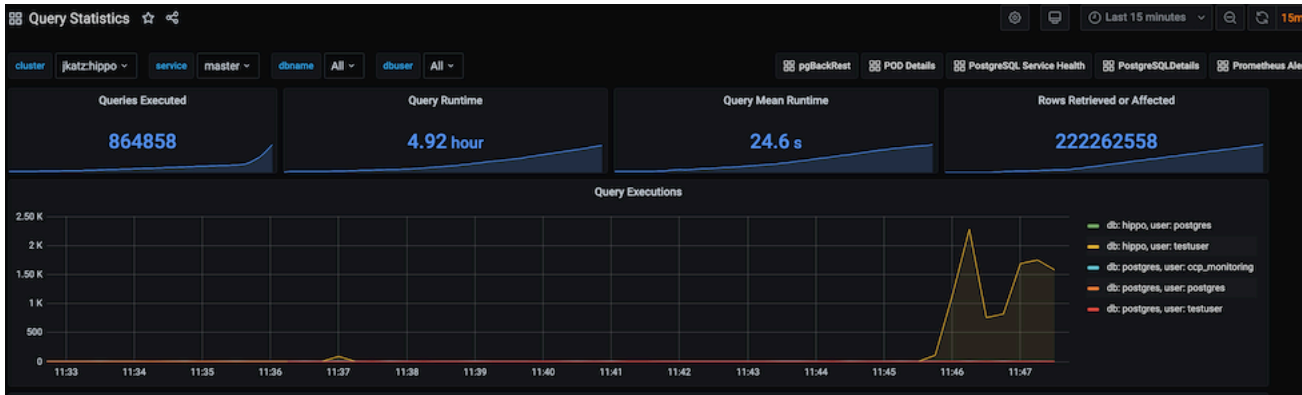 Query Statistics
Last 15 minutes
15m
cluster jkatz:hippo service master dbname All dbuser All
pgBackRest POD Details PostgreSQL Service Health PostgreSQLDetails Prometheus Ale
Queries Executed Query Runtime Query Mean Runtime Rows Retrieved or Affected
864858 4.92 hour 24.6 s 222262558
Query Executions
2.50 K
2 K
1.50 K
1 K
500
0
11:33 11:34 11:35 11:36 11:37 11:38 11:39 11:40 11:41 11:42 11:43 11:44 11:45 11:46 11:47
db: hippo, user: postgres
db: hippo, user: testuser
db: postgres, user: ccp_monitoring
db: postgres, user: postgres
db: postgres, user: testuser